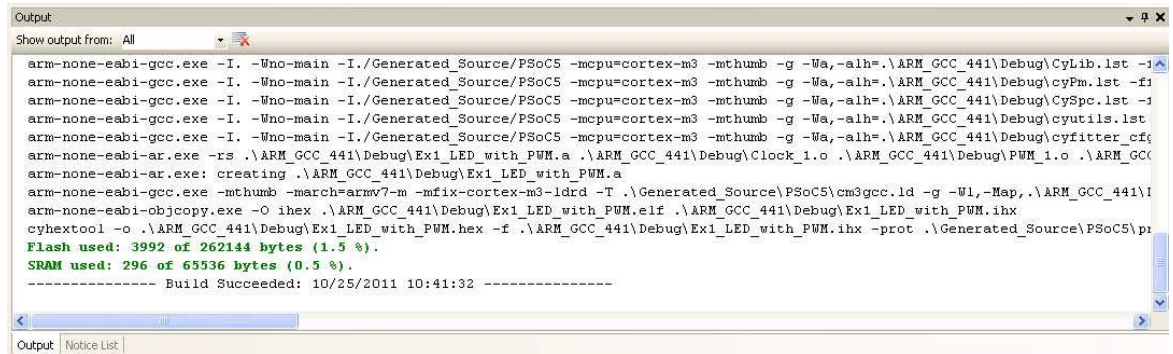 Output
Show output from: All
arm-none-eabi-gcc.exe -I. -Wno-main -I./Generated_Source/PSoC5 -mcpu=cortex-m3 -mthumb -g -Wa,-alh=.\ARM_GCC_441\Debug\CyLib.lst
arm-none-eabi-gcc.exe -I. -Wno-main -I./Generated_Source/PSoC5 -mcpu=cortex-m3 -mthumb -g -Wa,-alh=.\ARM_GCC_441\Debug\cyPm.lst
arm-none-eabi-gcc.exe -I. -Wno-main -I./Generated_Source/PSoC5 -mcpu=cortex-m3 -mthumb -g -Wa,-alh=.\ARM_GCC_441\Debug\CySpc.lst
arm-none-eabi-gcc.exe -I. -Wno-main -I./Generated_Source/PSoC5 -mcpu=cortex-m3 -mthumb -g -Wa,-alh=.\ARM_GCC_441\Debug\cyutils.lst
arm-none-eabi-gcc.exe -I. -Wno-main -I./Generated_Source/PSoC5 -mcpu=cortex-m3 -mthumb -g -Wa,-alh=.\ARM_GCC_441\Debug\cyfitter_cfg
arm-none-eabi-ar.exe -rs .\ARM_GCC_441\Debug\Ex1_LED_with_PWM.a .\ARM_GCC_441\Debug\Clock_1.o .\ARM_GCC_441\Debug\PWM_1.o .\ARM_GCC
arm-none-eabi-ar.exe: creating .\ARM_GCC_441\Debug\Ex1_LED_with_PWM.a
arm-none-eabi-gcc.exe -mthumb -march=armv7-m -mfix-cortex-m3-ldrd -T .\Generated_Source\PSoC5\cm3gcc.ld -g -Wl,-Map,.\ARM_GCC_441\
arm-none-eabi-objcopy.exe -O ihex .\ARM_GCC_441\Debug\Ex1_LED_with_PWM.elf .\ARM_GCC_441\Debug\Ex1_LED_with_PWM.ihx
cyhextool -o .\ARM_GCC_441\Debug\Ex1_LED_with_PWM.hex -f .\ARM_GCC_441\Debug\Ex1_LED_with_PWM.ihx -prot .\Generated_Source\PSoC5\pr
Flash used: 3992 of 262144 bytes (1.5 %).
SRAM used: 296 of 65536 bytes (0.5 %).
--------------- Build Succeeded: 10/25/2011 10:41:32 ---------------
Output Notice List